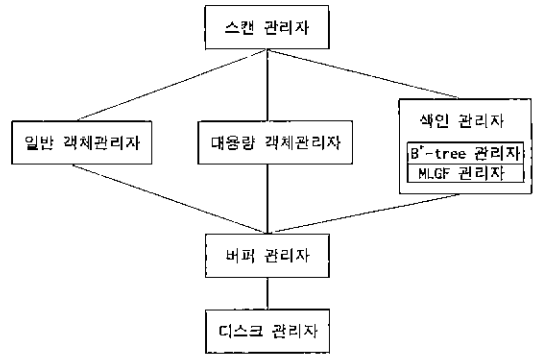 스캔 관리자
일반 객체관리자
대용량 객체관리자
색인 관리자
B⁺-tree 관리자
MLGF 관리자
버퍼 관리자
디스크 관리자